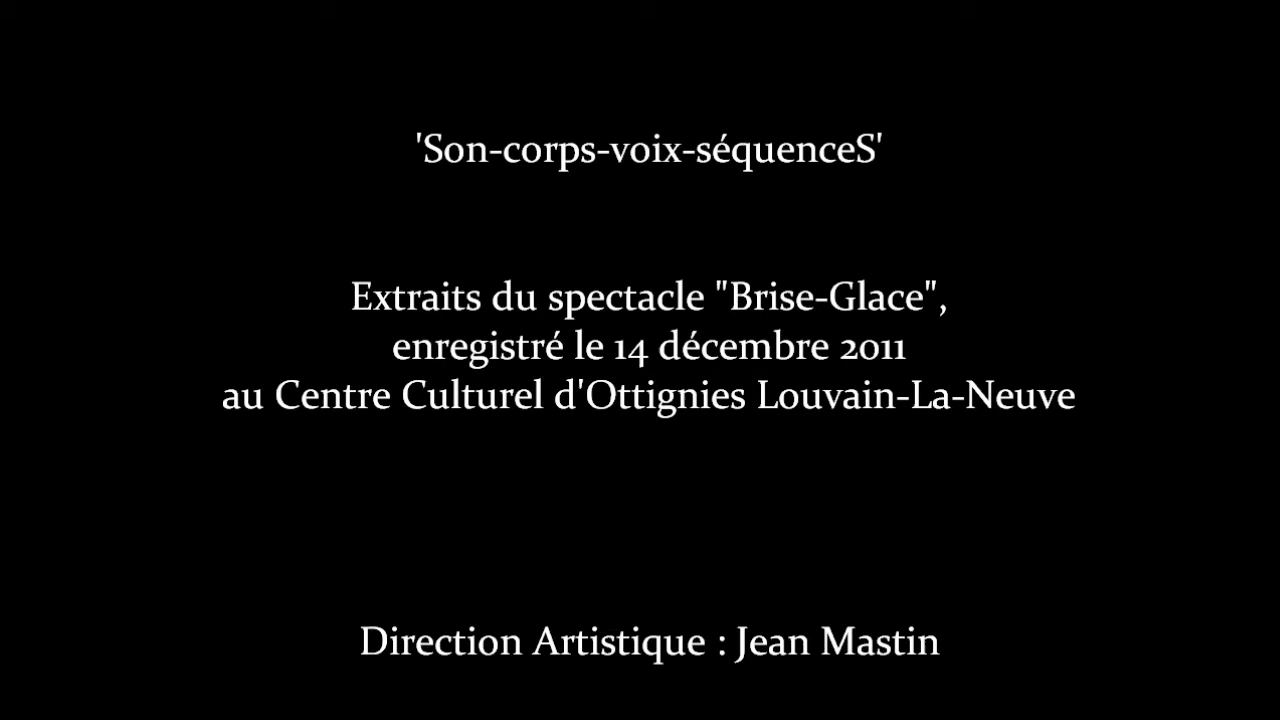 'Son-corps-voix-séquenceS'
Extraits du spectacle "Brise-Glace",
enregistré le 14 décembre 2011
au Centre Culturel d'Ottignies Louvain-La-Neuve
Direction Artistique : Jean Mastin